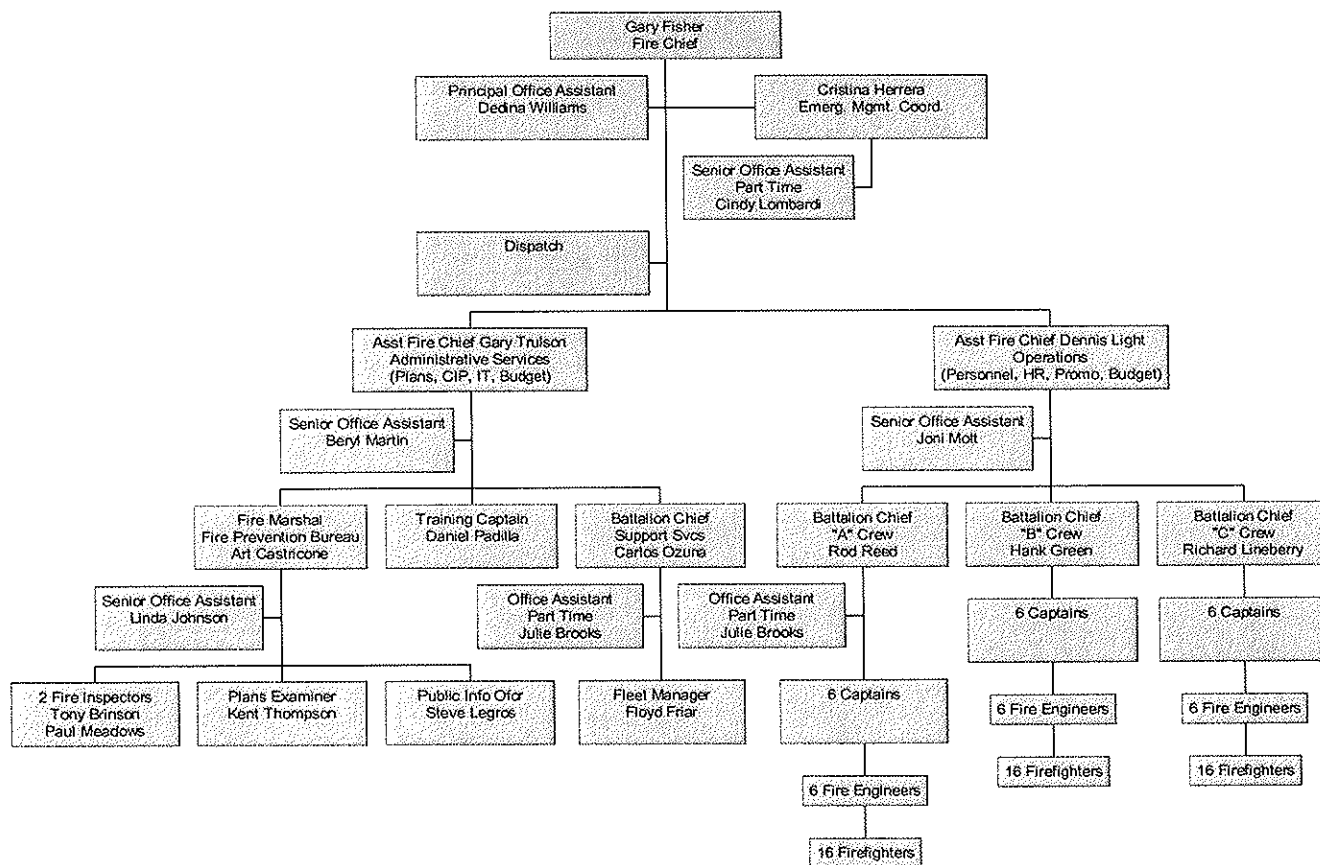 Gary Fisher
Fire Chief
Principal Office Assistant
Dedina Williams
Cristina Herrera
Emerg. Mgmt. Coord.
Senior Office Assistant
Part Time
Cindy Lombardi
Dispatch
Asst Fire Chief Gary Trulson
Administrative Services
(Plans, CIP, IT, Budget)
Asst Fire Chief Dennis Light
Operations
(Personnel, HR, Promo, Budget)
Senior Office Assistant
Beryl Martin
Senior Office Assistant
Joni Mott
Fire Marshal
Fire Prevention Bureau
Art Castricone
Training Captain
Daniel Padilla
Battalion Chief
Support Svcs
Carlos Ozuna
Battalion Chief
"A" Crew
Rod Reed
Battalion Chief
"B" Crew
Hank Green
Battalion Chief
"C" Crew
Richard Lineberry
Senior Office Assistant
Linda Johnson
Office Assistant
Part Time
Julie Brooks
Office Assistant
Part Time
Julie Brooks
6 Captains
6 Captains
2 Fire Inspectors
Tony Brinson
Paul Meadows
Plans Examiner
Kent Thompson
Public Info Ofcr
Steve Legros
Fleet Manager
Floyd Friar
6 Captains
6 Fire Engineers
6 Fire Engineers
16 Firefighters
16 Firefighters
6 Fire Engineers
16 Firefighters